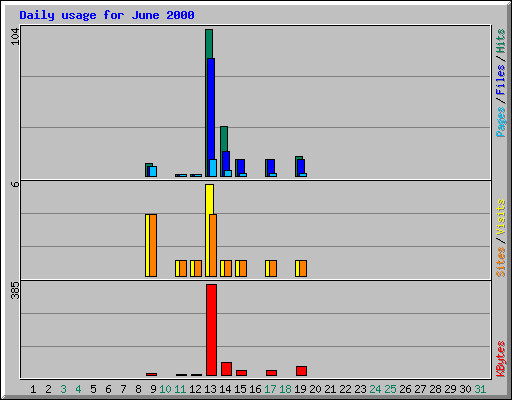 Daily usage for June 2000
104
Pages/Files/Hits
6
Sites/Visits
385
KBytes
1 2 3 4 5 6 7 8 9 10 11 12 13 14 15 16 17 18 19 20 21 22 23 24 25 26 27 28 29 30 31